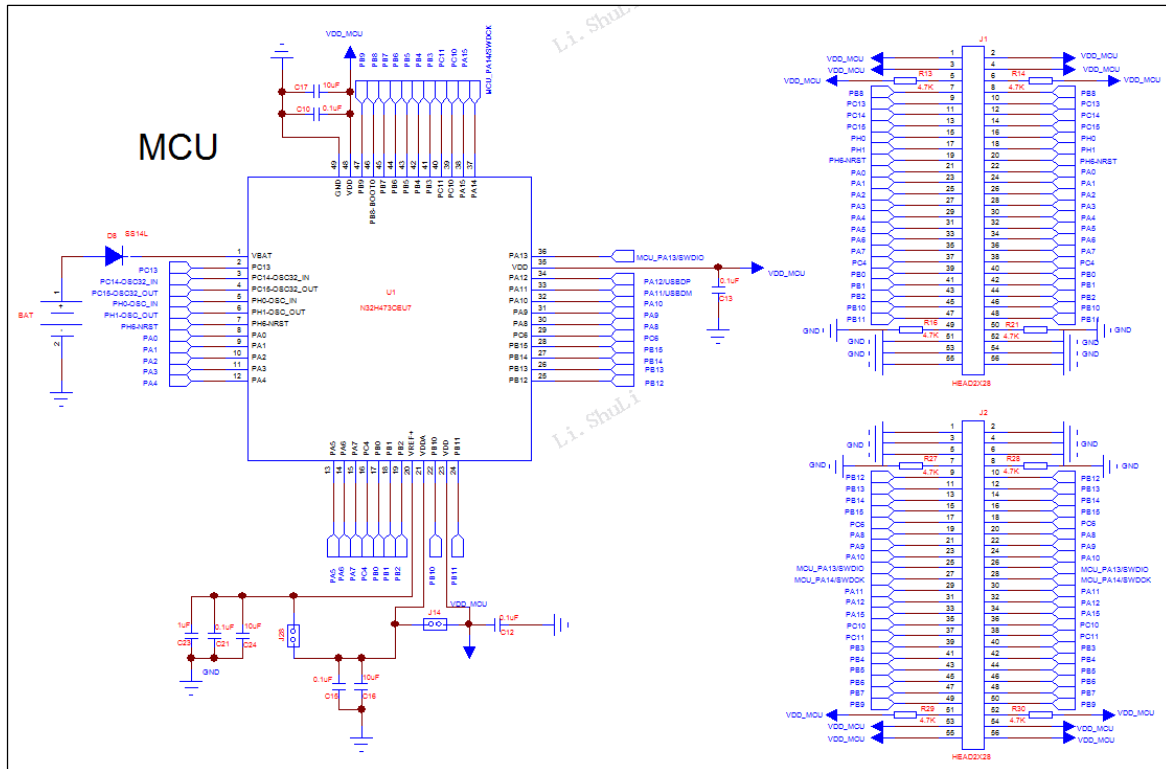 Li.ShuLi
MCU
VDD_MCU
C17 10uF
C10 0.1uF
PB9
PB8
PB7
PB6
PB5
PB4
PB3
PC11
PC10
PA15
MCU_PA14/SWDCK
49 48 47 46 45 44 43 42 41 40 39 38 37
GND
VDD
PB9
PB8-BOOT0
PB7
PB6
PB5
PB4
PB3
PC11
PC10
PA15
PA14
SS14L
BAT
1
2
PC13
PC14-OSC32_IN
PC15-OSC32_OUT
PH0-OSC_IN
PH1-OSC_OUT
PH6-NRST
PA0
PA1
PA2
PA3
PA4
1 VBAT
2 PC13
3 PC14-OSC32_IN
4 PC15-OSC32_OUT
5 PH0-OSC_IN
6 PH1-OSC_OUT
7 PH6-NRST
8 PA0
9 PA1
10 PA2
11 PA3
12 PA4
U1
PA13 36
VDD 35
PA12 34
PA11 33
PA10 32
PA9 31
PA8 30
PC6 29
PB15 28
PB14 27
PB13 26
PB12 25
MCU_PA13/SWDIO
VDD_MCU
0.1uF
C13
PA12/USBDP
PA11/USBDM
PA10
PA9
PA8
PC6
PB15
PB14
PB13
PB12
PA5
PA6
PA7
PC4
PB0
PB1
PB2
VREF+
VDDA
PB10
VDD
PB11
13 14 15 16 17 18 19 20 21 22 23 24
PA5
PA6
PA7
PC4
PB0
PB1
PB2
PB10
PB11
VDD_MCU
J14
0.1uF
C12
1uF
C23
0.1uF
C21
10uF
C24
GND
J28
0.1uF
C15
10uF
C16
Li.ShuLi
J1
VDD_MCU 1 2 VDD_MCU
VDD_MCU 3 4 VDD_MCU
VDD_MCU R13 4.7K 5 6 R14 4.7K VDD_MCU
PB8 7 8 PB8
PC13 9 10 PC13
PC14 11 12 PC14
PC15 13 14 PC15
PH0 15 16 PH0
PH1 17 18 PH1
PH6-NRST 19 20 PH6-NRST
PA0 21 22 PA0
PA1 23 24 PA1
PA2 25 26 PA2
PA3 27 28 PA3
PA4 29 30 PA4
PA5 31 32 PA5
PA6 33 34 PA6
PA7 35 36 PA7
PC4 37 38 PC4
PB0 39 40 PB0
PB1 41 42 PB1
PB2 43 44 PB2
PB10 45 46 PB10
PB11 47 48 PB11
GND R16 4.7K 49 50 R21 4.7K GND
GND 51 52 GND
53 54
55 56
HEAD2X28
J2
1 2
GND 3 4 GND
5 6
GND R27 4.7K 7 8 R28 4.7K GND
PB12 9 10 PB12
PB13 11 12 PB13
PB14 13 14 PB14
PB15 15 16 PB15
PC6 17 18 PC6
PA8 19 20 PA8
PA9 21 22 PA9
PA10 23 24 PA10
MCU_PA13/SWDIO 25 26 MCU_PA13/SWDIO
MCU_PA14/SWDCK 27 28 MCU_PA14/SWDCK
PA11 29 30 PA11
PA12 31 32 PA12
PA15 33 34 PA15
PC10 35 36 PC10
PC11 37 38 PC11
PB3 39 40 PB3
PB4 41 42 PB4
PB5 43 44 PB5
PB6 45 46 PB6
PB7 47 48 PB7
PB9 49 50 PB9
VDD_MCU R29 4.7K 51 52 R30 4.7K VDD_MCU
VDD_MCU 53 54 VDD_MCU
VDD_MCU 55 56 VDD_MCU
HEAD2X28